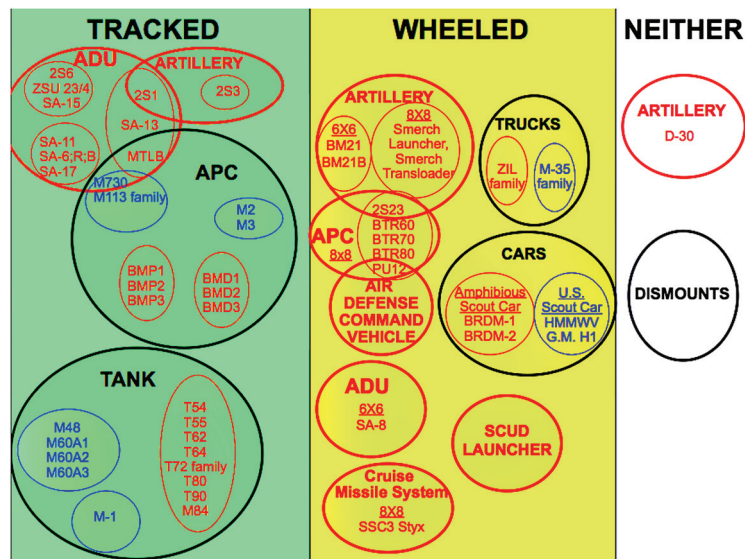 TRACKED
WHEELED
NEITHER
ADU
2S6
ZSU 23/4
SA-15
ARTILLERY
2S1
2S3
SA-13
MTLB
SA-11
SA-6;R;B
SA-17
APC
M730
M113 family
M2
M3
BMP1
BMP2
BMP3
BMD1
BMD2
BMD3
TANK
M48
M60A1
M60A2
M60A3
M-1
T54
T55
T62
T64
T72 family
T80
T90
M84
ARTILLERY
6X6
BM21
BM21B
8X8
Smerch
Launcher,
Smerch
Transloader
TRUCKS
ZIL
family
M-35
family
APC
8x8
2S23
BTR60
BTR70
BTR80
PU12
AIR
DEFENSE
COMMAND
VEHICLE
CARS
Amphibious
Scout Car
BRDM-1
BRDM-2
U.S.
Scout Car
HMMWV
G.M. H1
ADU
6X6
SA-8
SCUD
LAUNCHER
Cruise
Missile System
8X8
SSC3 Styx
ARTILLERY
D-30
DISMOUNTS